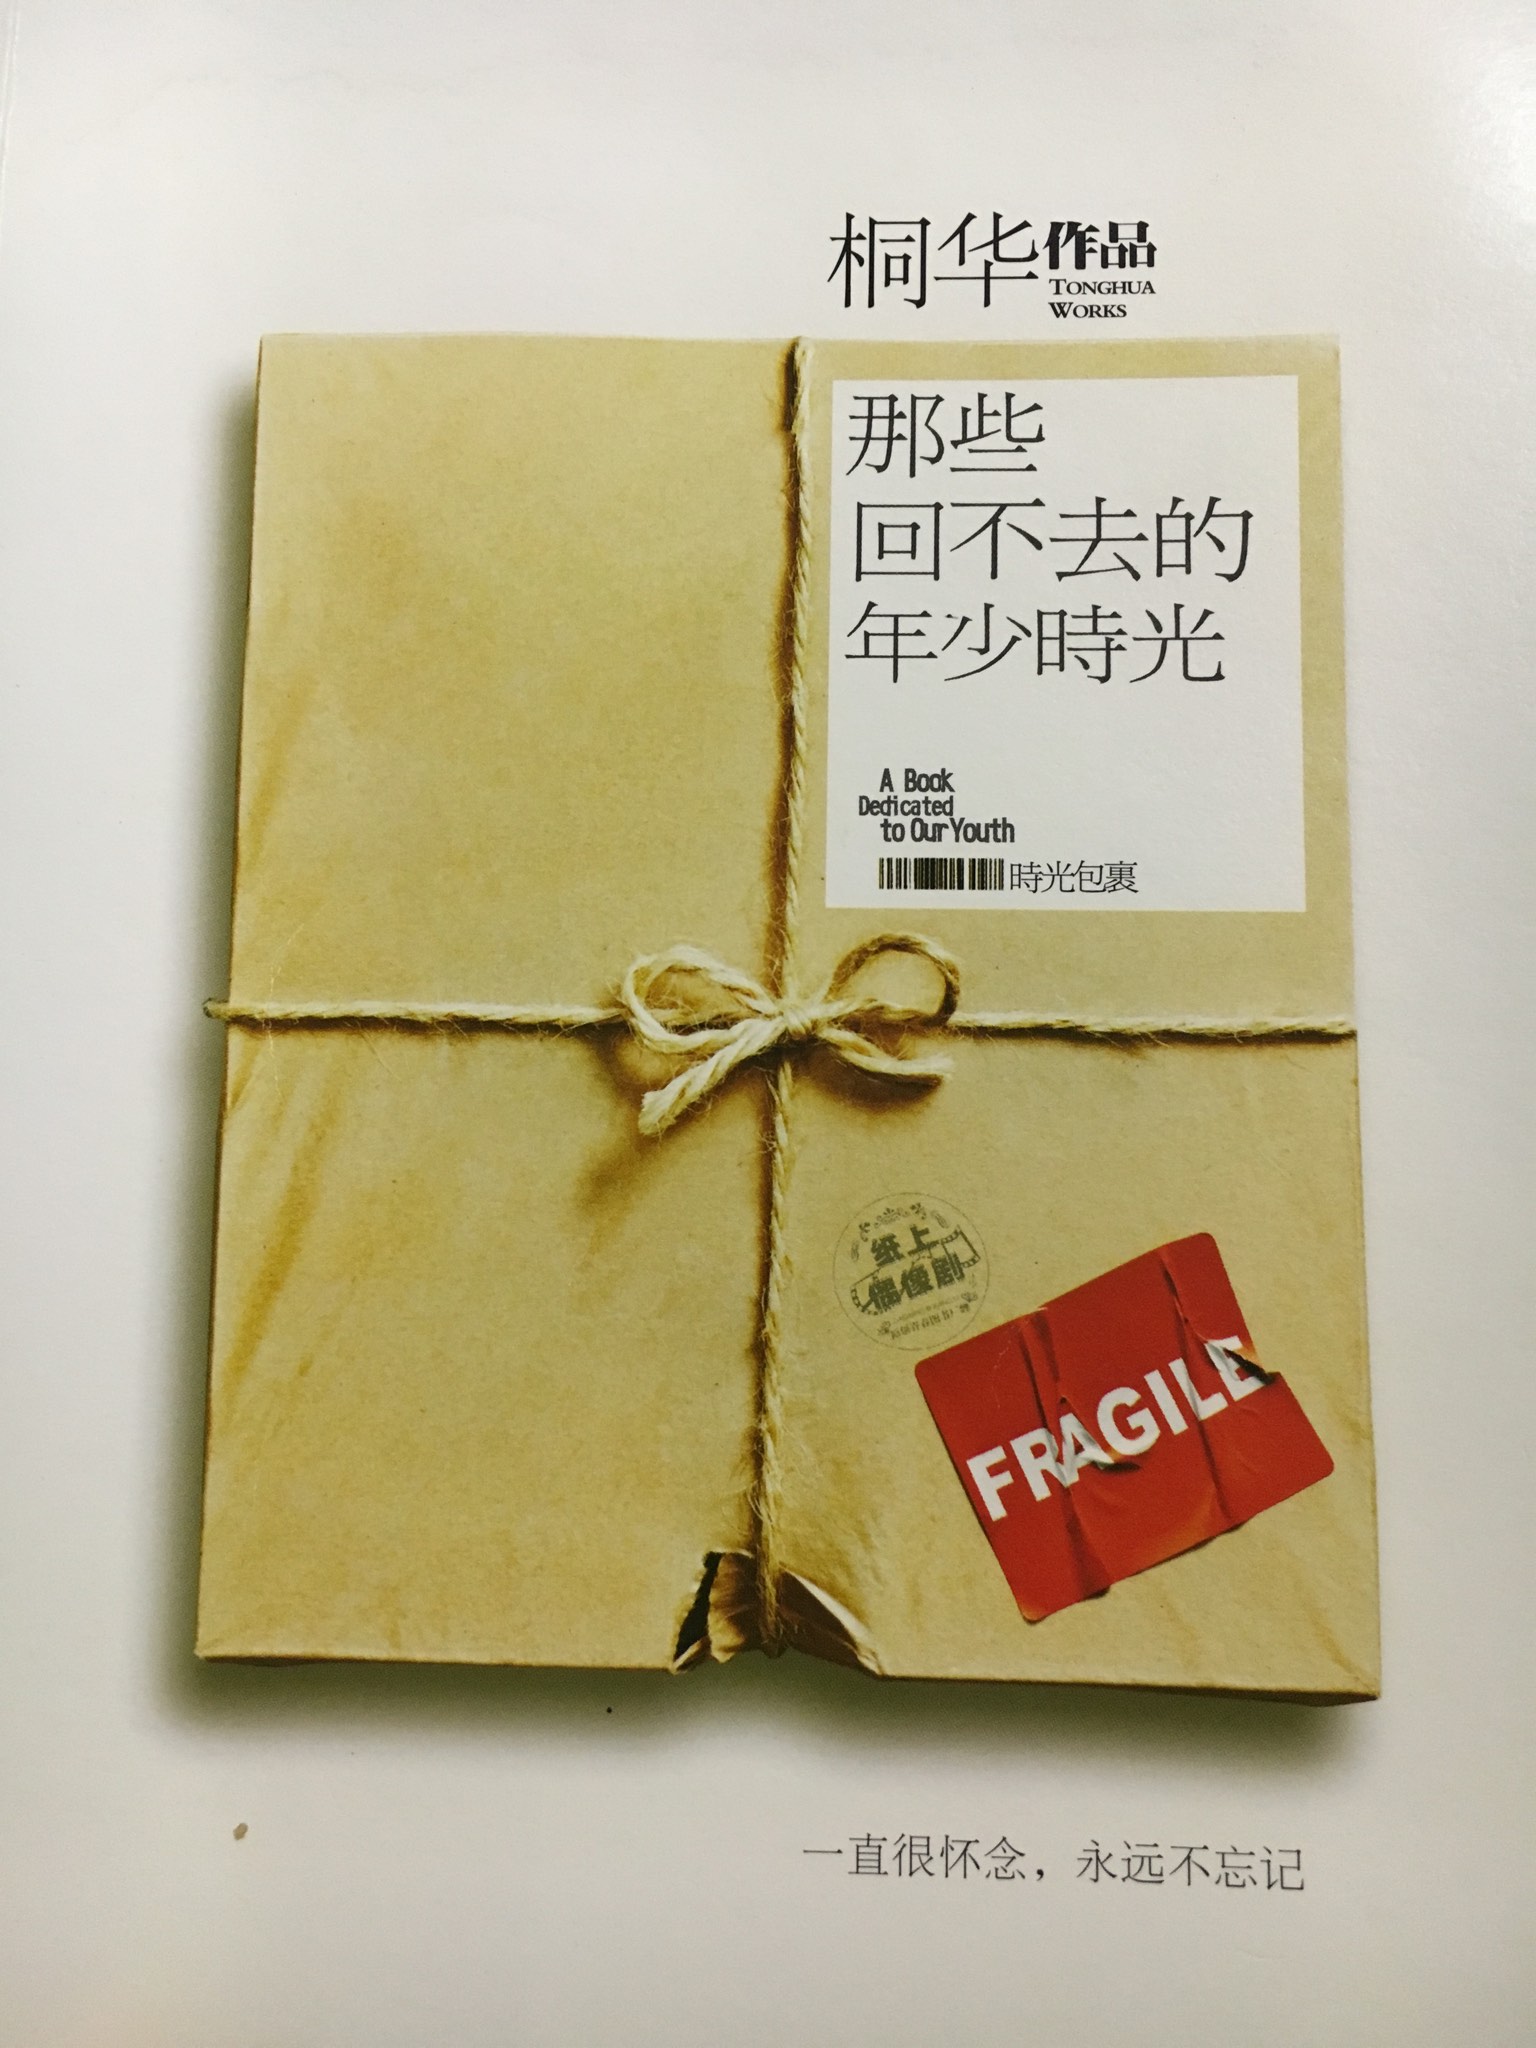 桐华作品
TONGHUA
WORKS
那些
回不去的
年少時光
A Book
Dedicated
to Our Youth
時光包裹
纸上
偶像剧
FRAGILE
一直很怀念，永远不忘记